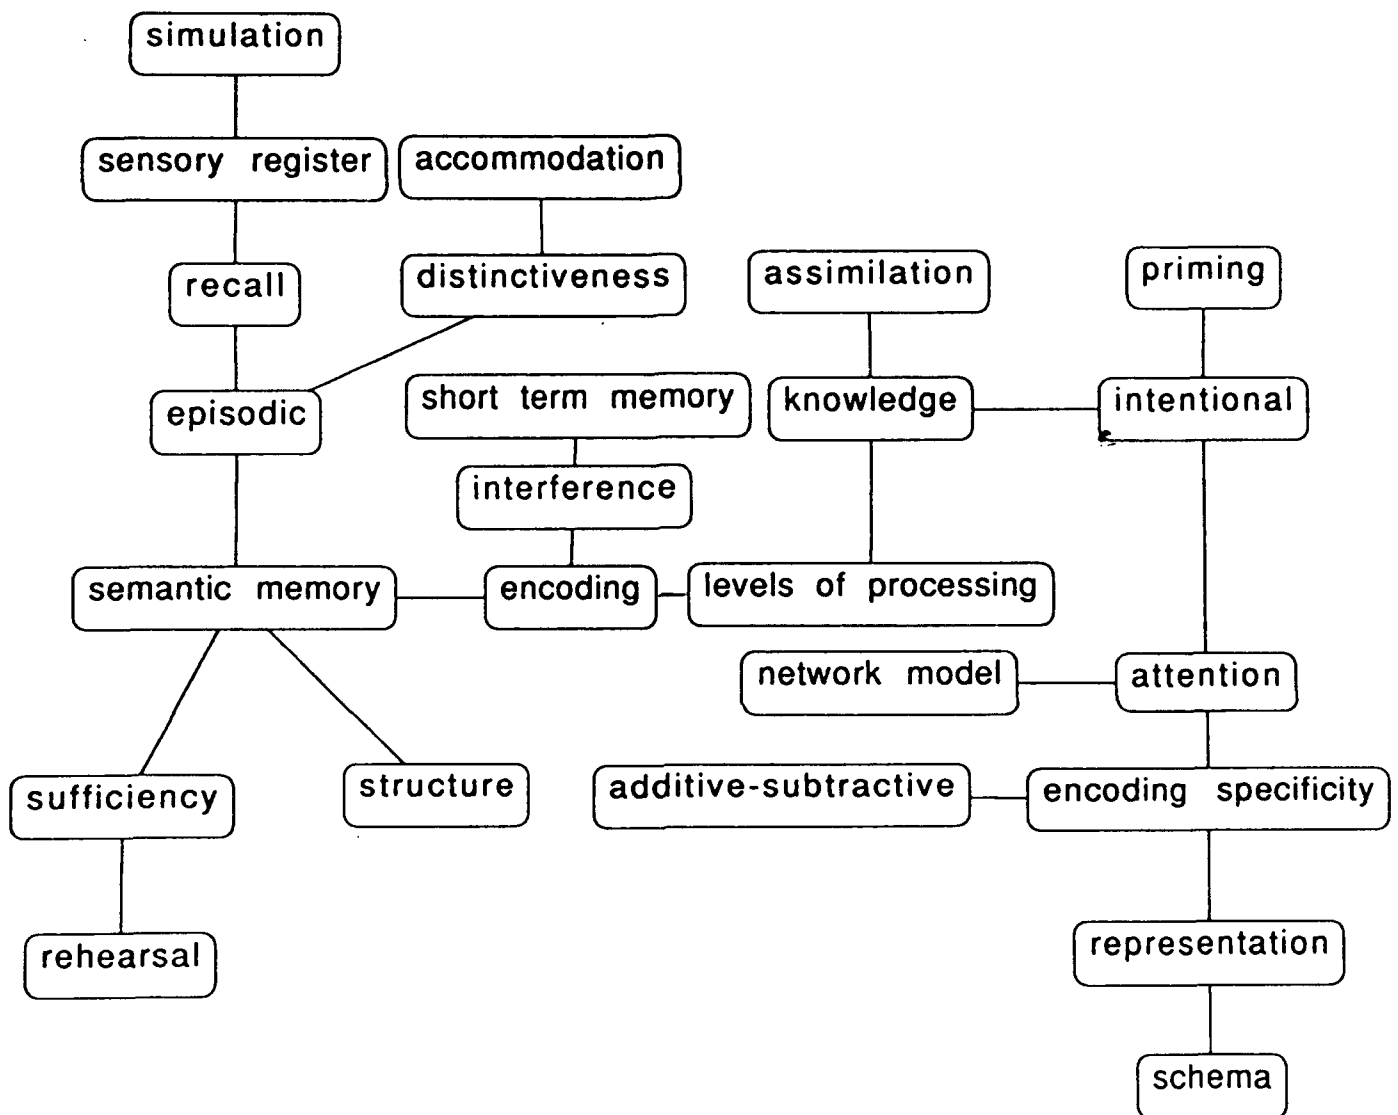 simulation
sensory register
accommodation
recall
distinctiveness
assimilation
priming
episodic
short term memory
knowledge
intentional
interference
semantic memory
encoding
levels of processing
network model
attention
sufficiency
structure
additive-subtractive
encoding specificity
rehearsal
representation
schema